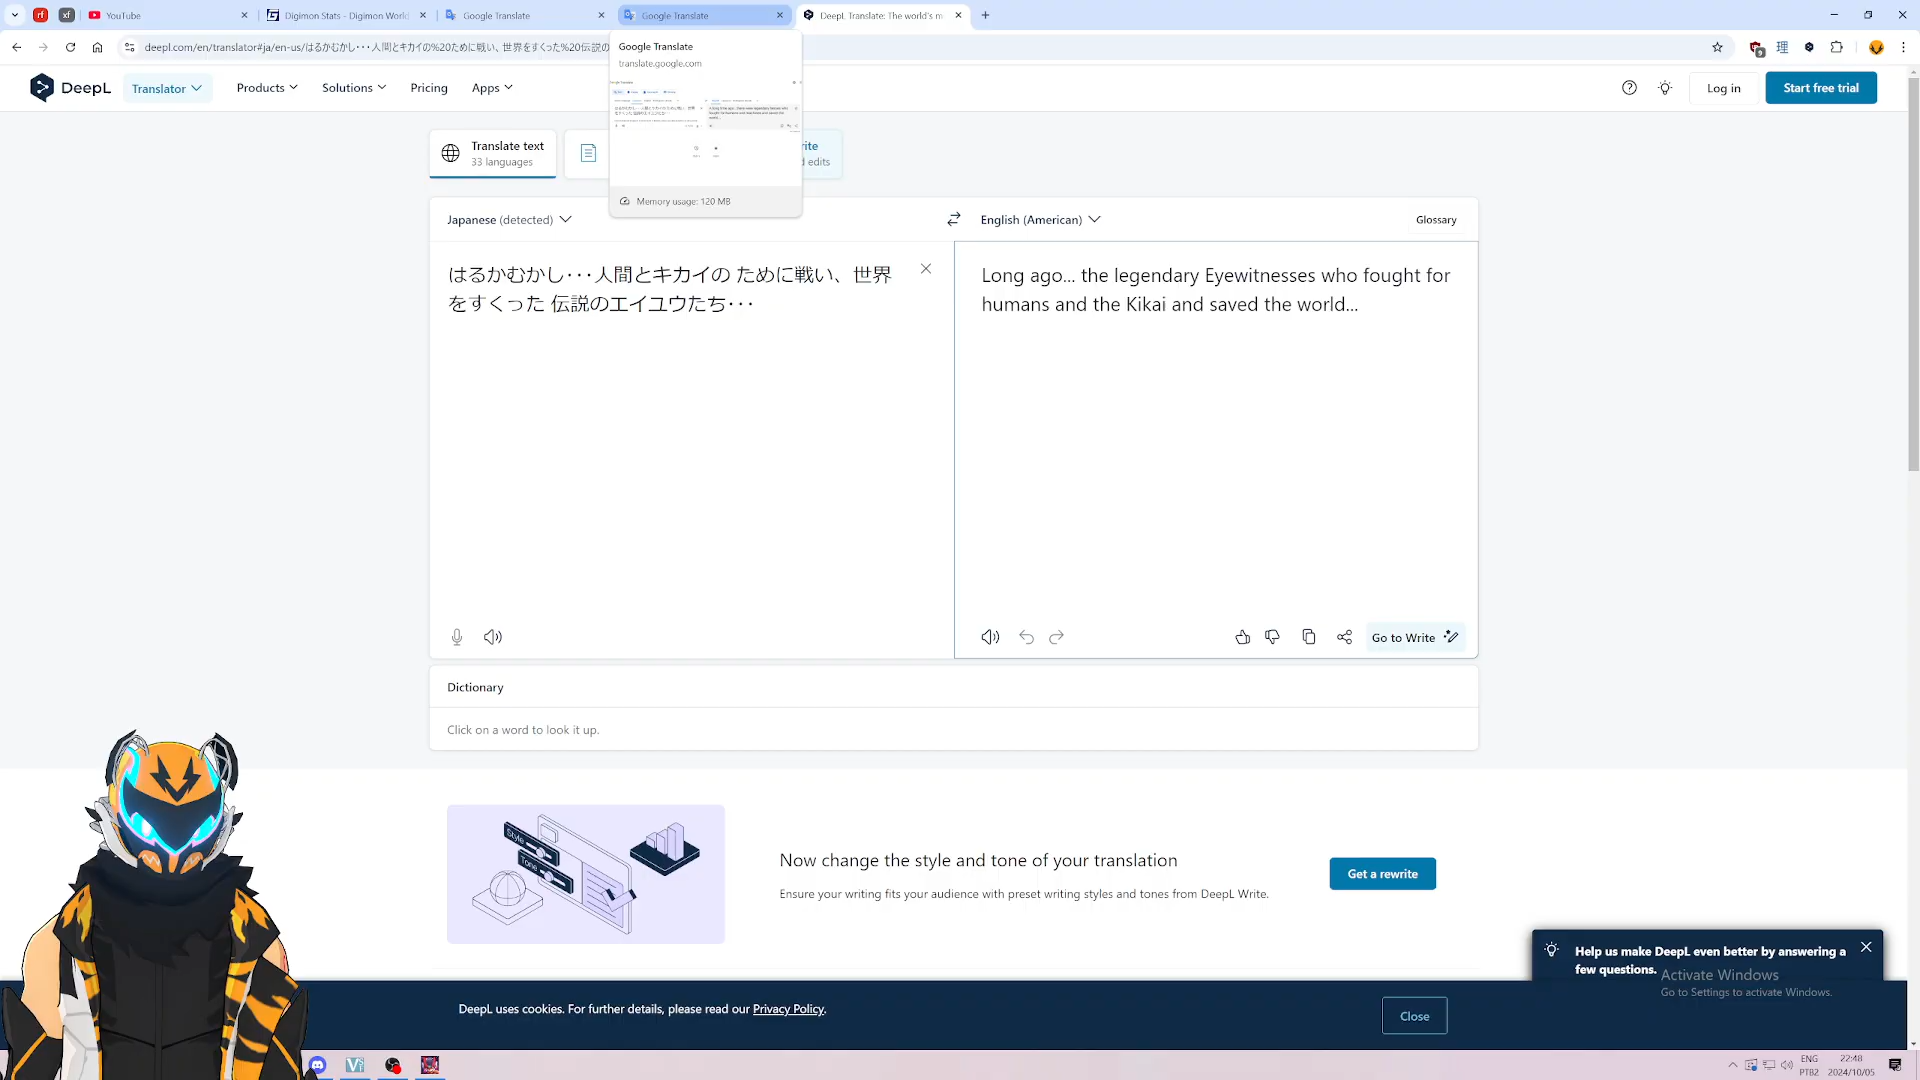 YouTube
Digimon Stats - Digimon World
Google Translate
Google Translate
DeepL Translate: The world's m
deepl.com/en/translator#ja/en-us/はるかむかし･･･人間とキカイの%20ために戦い、世界をすくった%20伝説の
Google Translate
translate.google.com
Memory usage: 120 MB
DeepL
Translator
Products
Solutions
Pricing
Apps
Log in
Start free trial
Translate text
33 languages
rite
d edits
Japanese (detected)
English (American)
Glossary
はるかむかし･･･人間とキカイの ために戦い、世界
をすくった 伝説のエイユウたち･･･
Long ago... the legendary Eyewitnesses who fought for
humans and the Kikai and saved the world...
Go to Write
Dictionary
Click on a word to look it up.
Style
Tone
Now change the style and tone of your translation
Ensure your writing fits your audience with preset writing styles and tones from DeepL Write.
Get a rewrite
Help us make DeepL even better by answering a
few questions.
Activate Windows
Go to Settings to activate Windows.
DeepL uses cookies. For further details, please read our Privacy Policy.
Close
ENG
PTB2
22:48
2024/10/05